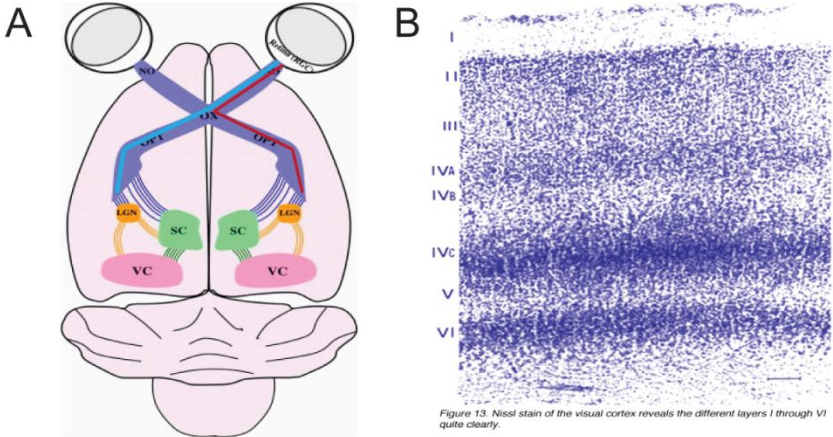 A
B
Retina (RGC)
NO
OX
OPT
OPT
LGN
LGN
SC
SC
VC
VC
I
II
III
IVA
IVB
IVC
V
VI
Figure 13. Nissl stain of the visual cortex reveals the different layers I through VI
quite clearly.